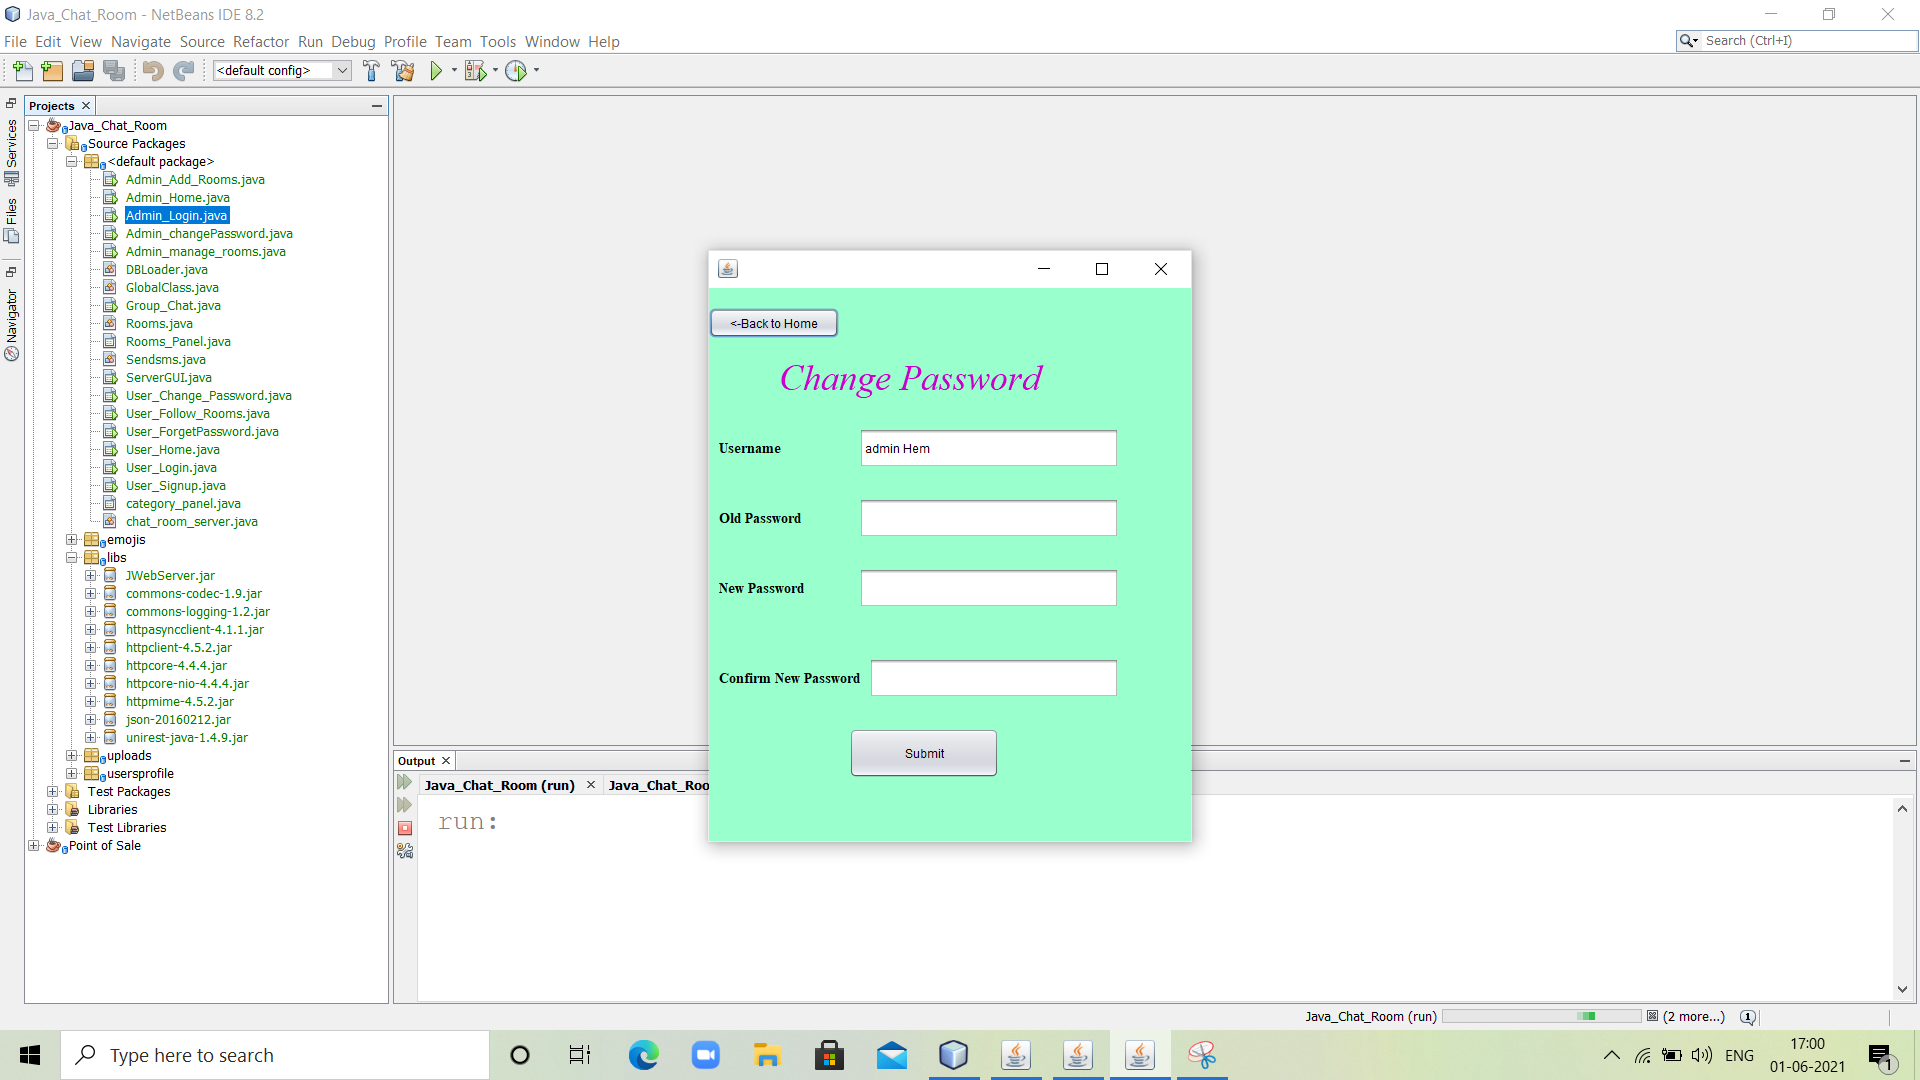 Java_Chat_Room - NetBeans IDE 8.2
File Edit View Navigate Source Refactor Run Debug Profile Team Tools Window Help
Search (Ctrl+I)
<default config>
Services
Files
Navigator
Projects
Java_Chat_Room
Source Packages
<default package>
Admin_Add_Rooms.java
Admin_Home.java
Admin_Login.java
Admin_changePassword.java
Admin_manage_rooms.java
DBLoader.java
GlobalClass.java
Group_Chat.java
Rooms.java
Rooms_Panel.java
Sendsms.java
ServerGUI.java
User_Change_Password.java
User_Follow_Rooms.java
User_ForgetPassword.java
User_Home.java
User_Login.java
User_Signup.java
category_panel.java
chat_room_server.java
emojis
libs
JWebServer.jar
commons-codec-1.9.jar
commons-logging-1.2.jar
httpasyncclient-4.1.1.jar
httpclient-4.5.2.jar
httpcore-4.4.4.jar
httpcore-nio-4.4.4.jar
httpmime-4.5.2.jar
json-20160212.jar
unirest-java-1.4.9.jar
uploads
usersprofile
Test Packages
Libraries
Test Libraries
Point of Sale
<-Back to Home
Change Password
Username
admin Hem
Old Password
New Password
Confirm New Password
Submit
Output
Java_Chat_Room (run)
Java_Chat_Roo
run:
Java_Chat_Room (run)
(2 more...)
1
Type here to search
ENG
17:00
01-06-2021
1